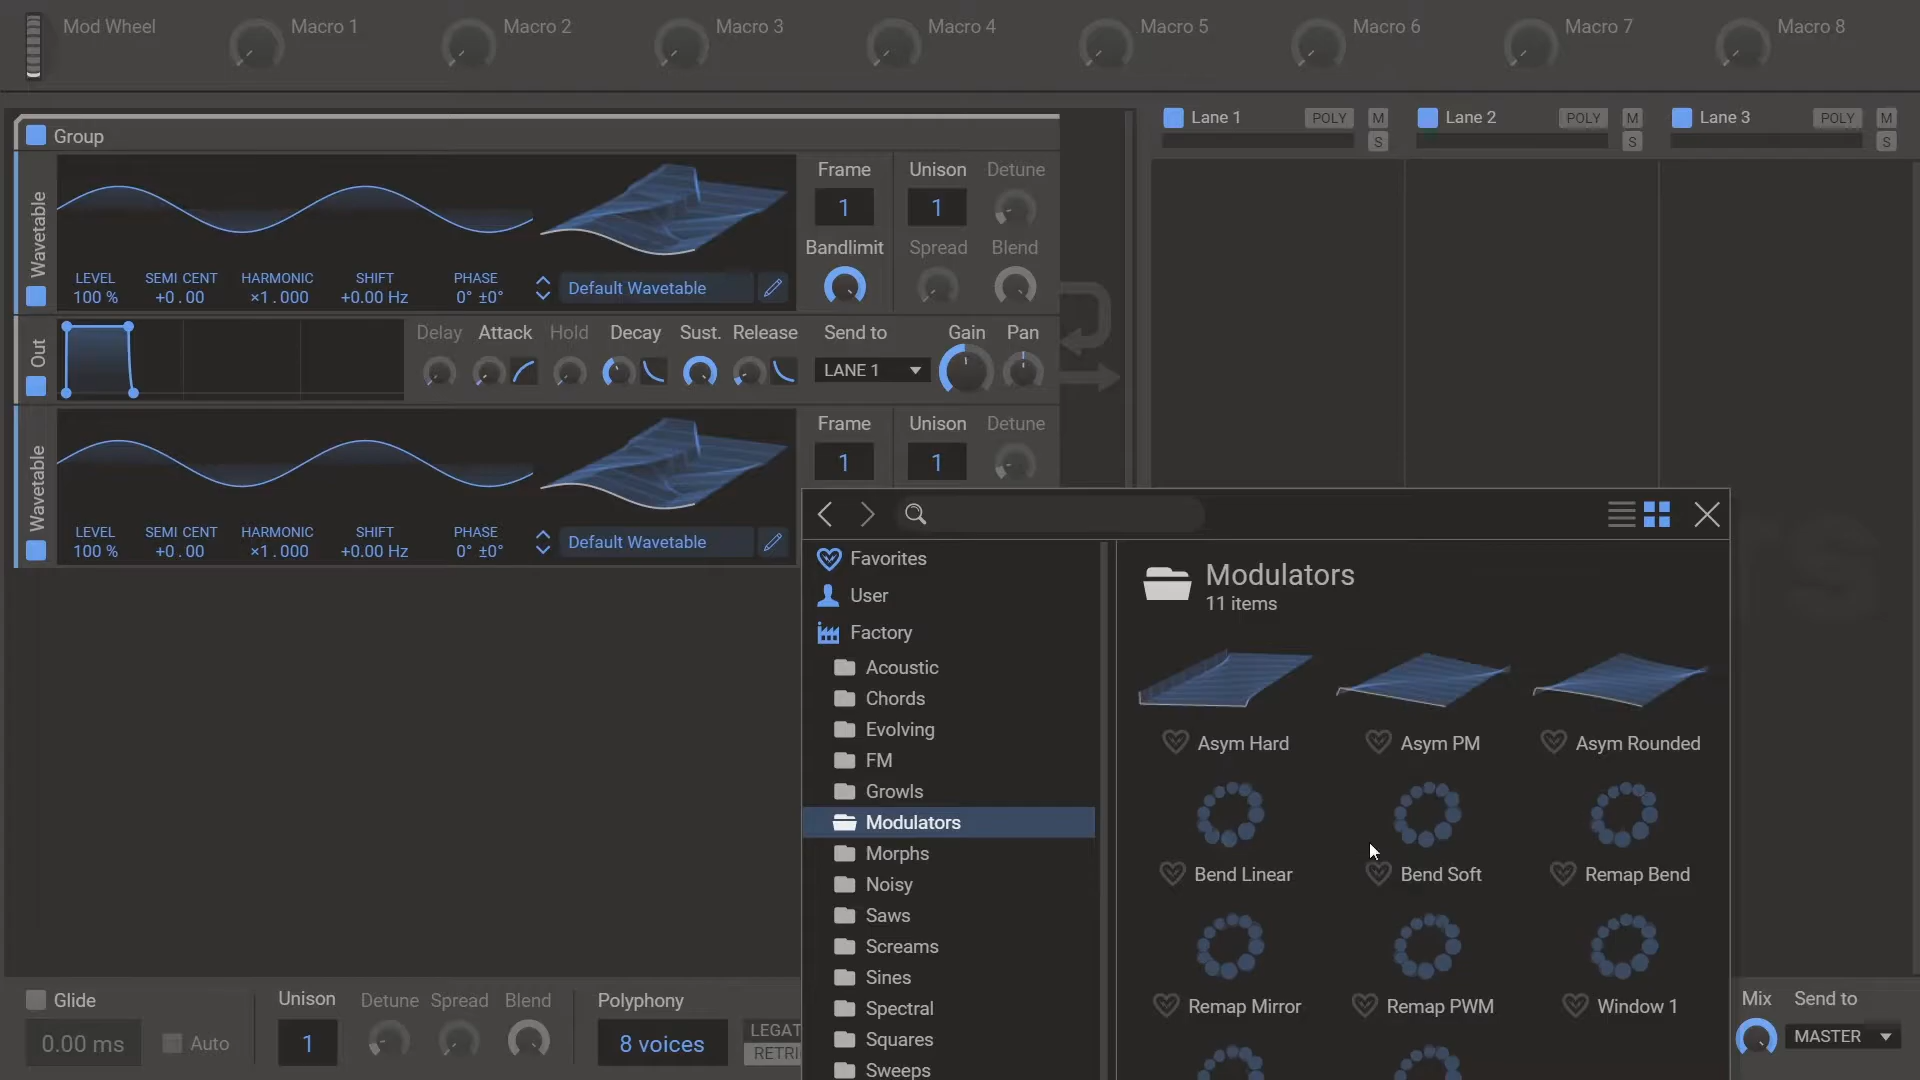 Mod Wheel
Macro 1
Macro 2
Macro 3
Macro 4
Macro 5
Macro 6
Macro 7
Macro 8
Group
Lane 1
POLY
M
S
Lane 2
POLY
M
S
Lane 3
POLY
M
S
Wavetable
LEVEL
100 %
SEMI CENT
+0.00
HARMONIC
×1.000
SHIFT
+0.00 Hz
PHASE
0° ±0°
Default Wavetable
Frame
1
Bandlimit
Unison
1
Detune
Spread
Blend
Out
Delay
Attack
Hold
Decay
Sust.
Release
Send to
LANE 1
Gain
Pan
Wavetable
LEVEL
100 %
SEMI CENT
+0.00
HARMONIC
×1.000
SHIFT
+0.00 Hz
PHASE
0° ±0°
Default Wavetable
Frame
1
Unison
1
Detune
Favorites
User
Factory
Acoustic
Chords
Evolving
FM
Growls
Modulators
Morphs
Noisy
Saws
Screams
Sines
Spectral
Squares
Sweeps
Modulators
11 items
Asym Hard
Asym PM
Asym Rounded
Bend Linear
Bend Soft
Remap Bend
Remap Mirror
Remap PWM
Window 1
Glide
0.00 ms
Auto
Unison
1
Detune
Spread
Blend
Polyphony
8 voices
Mix
Send to
MASTER